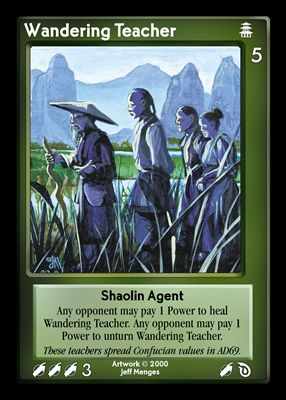 Wandering Teacher
5
Shaolin Agent
Any opponent may pay 1 Power to heal
Wandering Teacher. Any opponent may pay 1
Power to unturn Wandering Teacher.
These teachers spread Confucian values in AD69.
Artwork © 2000
Jeff Menges
3